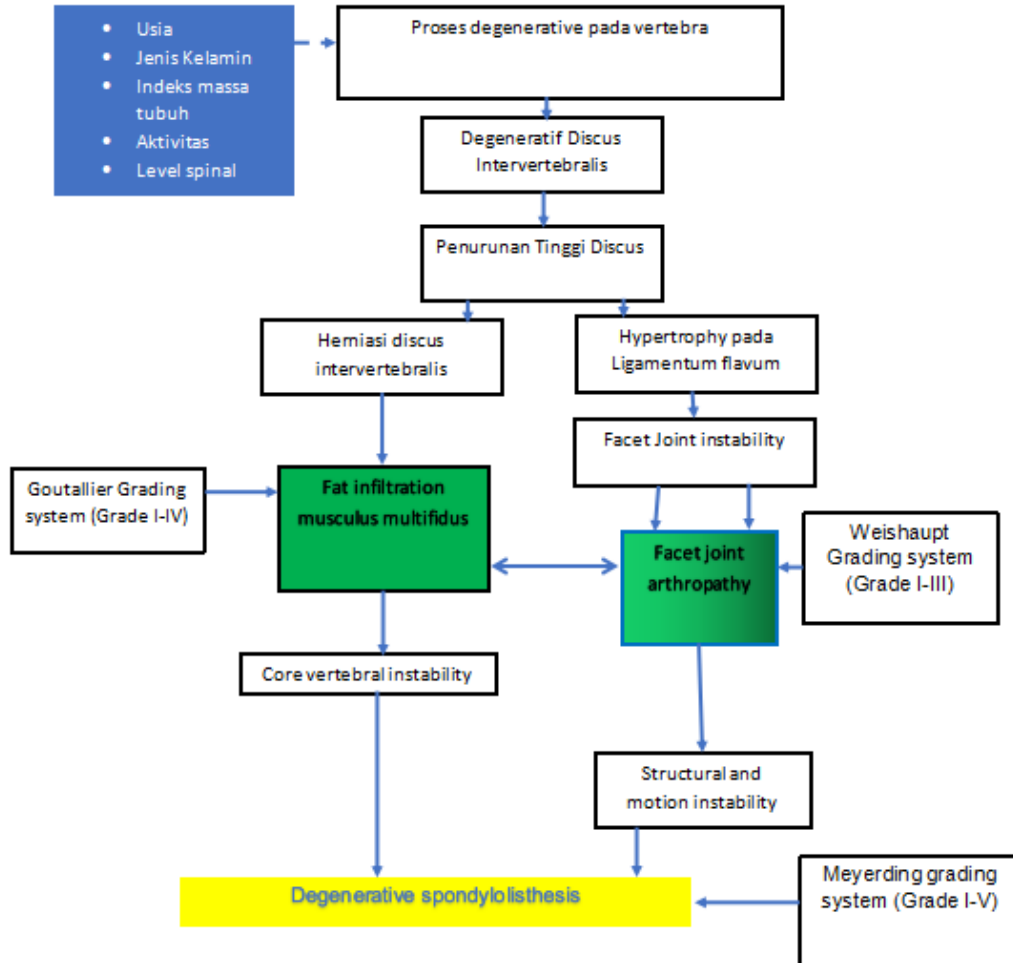 • Usia
• Jenis Kelamin
• Indeks massa
tubuh
• Aktivitas
• Level spinal
Proses degenerative pada vertebra
Degeneratif Discus
Intervertebralis
Penurunan Tinggi Discus
Herniasi discus
intervertebralis
Hypertrophy pada
Ligamentum flavum
Facet Joint instability
Goutallier Grading
system (Grade I-IV)
Fat infiltration
musculus multifidus
Facet joint
arthropathy
Weishaupt
Grading system
(Grade I-III)
Core vertebral instability
Structural and
motion instability
Degenerative spondylolisthesis
Meyerding grading
system (Grade I-V)